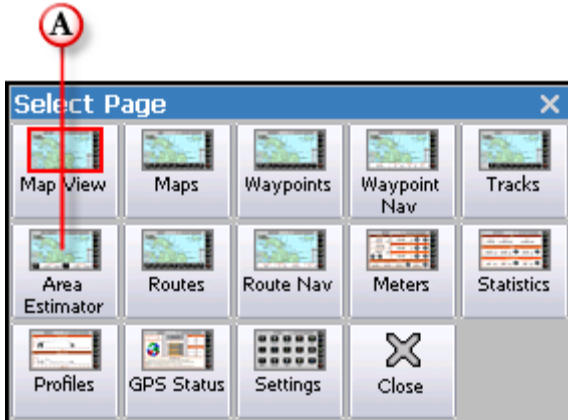 A
Select Page
Map View
Maps
Waypoints
Waypoint
Nav
Tracks
Area
Estimator
Routes
Route Nav
Meters
Statistics
Profiles
GPS Status
Settings
Close